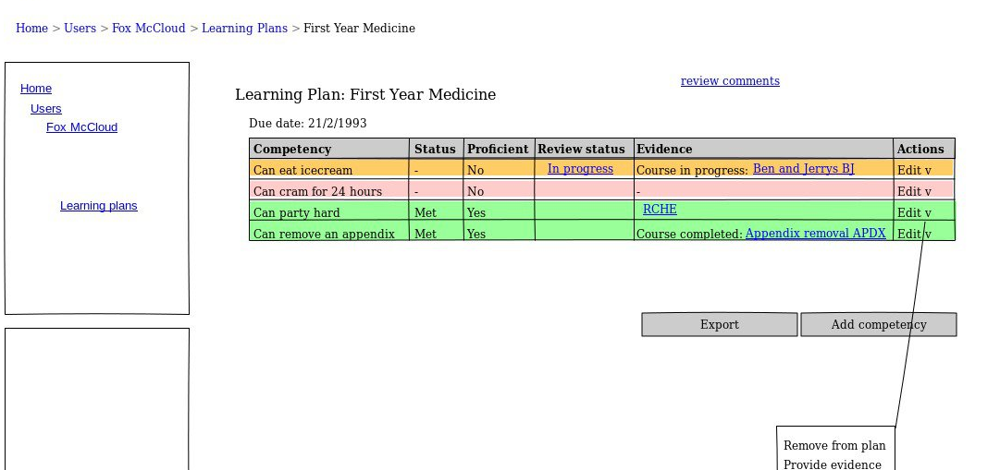 Home > Users > Fox McCloud > Learning Plans > First Year Medicine
Home
Users
Fox McCloud
Learning plans
review comments
Learning Plan: First Year Medicine
Due date: 21/2/1993
Competency Status Proficient Review status Evidence Actions
Can eat icecream - No In progress Course in progress: Ben and Jerrys BJ Edit v
Can cram for 24 hours - No - Edit v
Can party hard Met Yes RCHE Edit v
Can remove an appendix Met Yes Course completed: Appendix removal APDX Edit v
Export Add competency
Remove from plan
Provide evidence